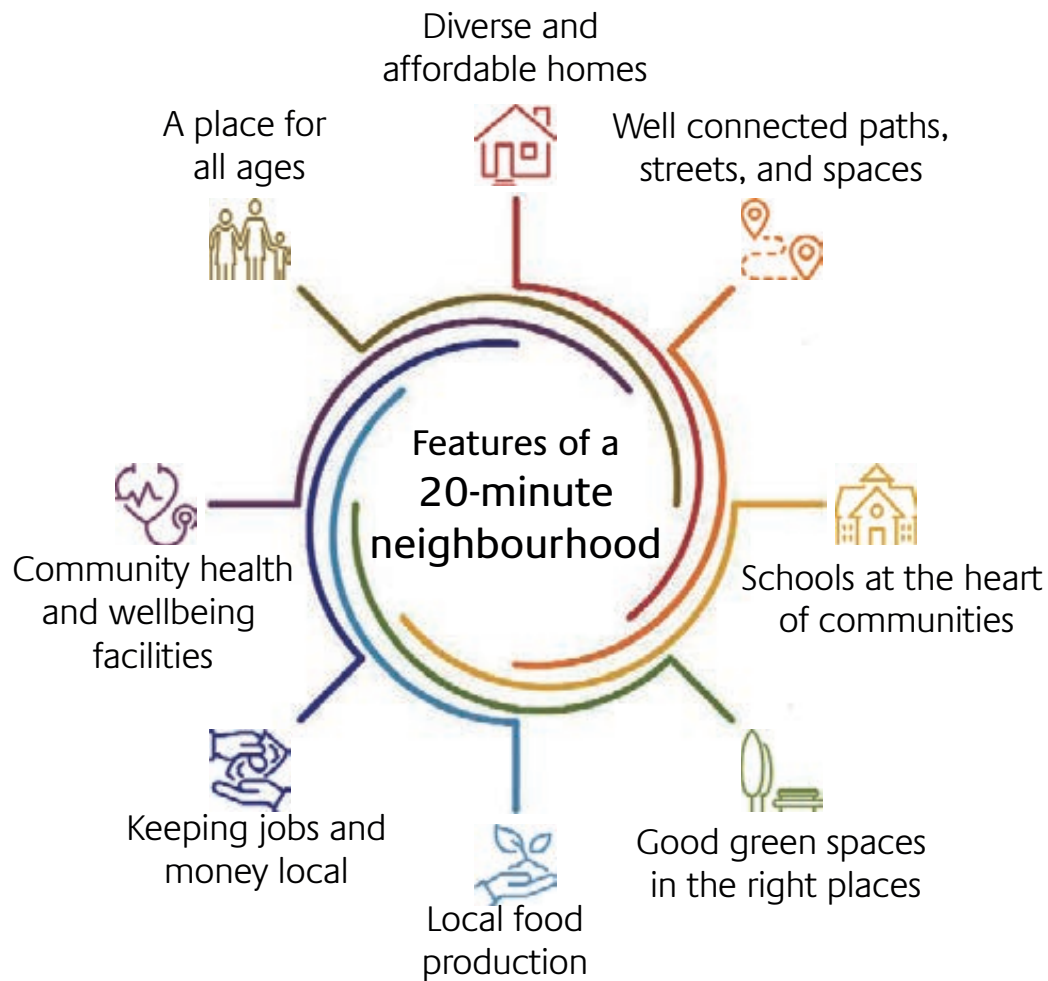 Diverse and
affordable homes
A place for
all ages
Well connected paths,
streets, and spaces
Features of a
20-minute
neighbourhood
Community health
and wellbeing
facilities
Schools at the heart
of communities
Keeping jobs and
money local
Good green spaces
in the right places
Local food
production